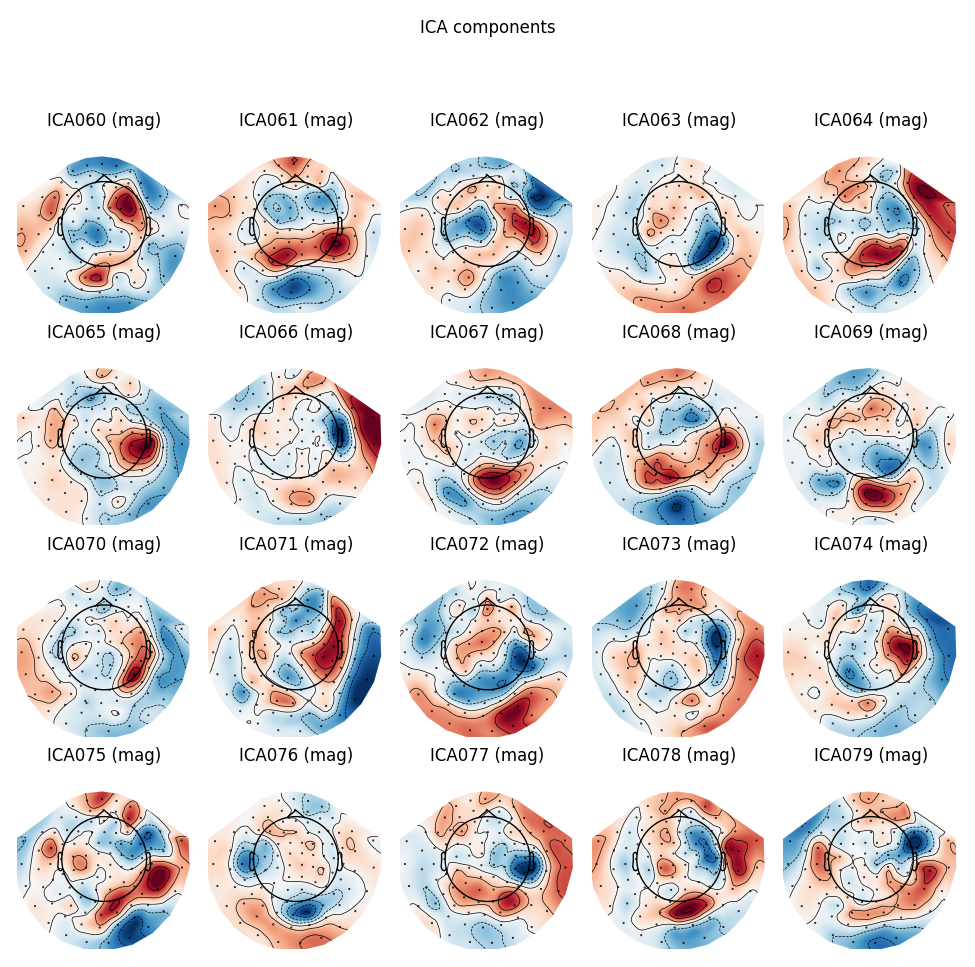 ICA components
ICA060 (mag) ICA061 (mag) ICA062 (mag) ICA063 (mag) ICA064 (mag)
ICA065 (mag) ICA066 (mag) ICA067 (mag) ICA068 (mag) ICA069 (mag)
ICA070 (mag) ICA071 (mag) ICA072 (mag) ICA073 (mag) ICA074 (mag)
ICA075 (mag) ICA076 (mag) ICA077 (mag) ICA078 (mag) ICA079 (mag)